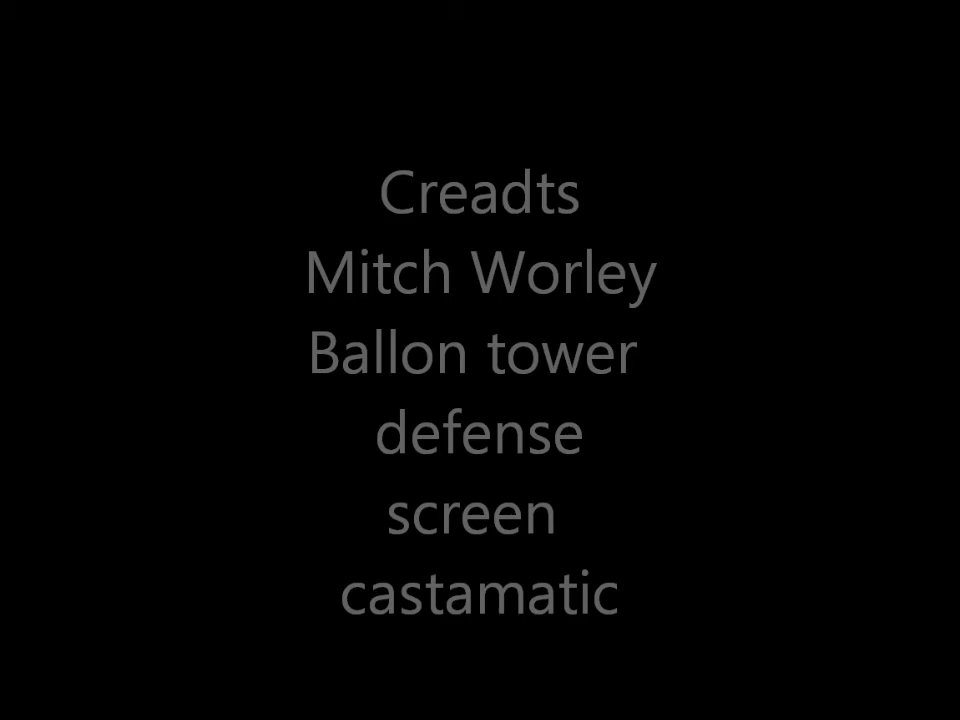 Creadts
Mitch Worley
Ballon tower
defense
screen
castamatic